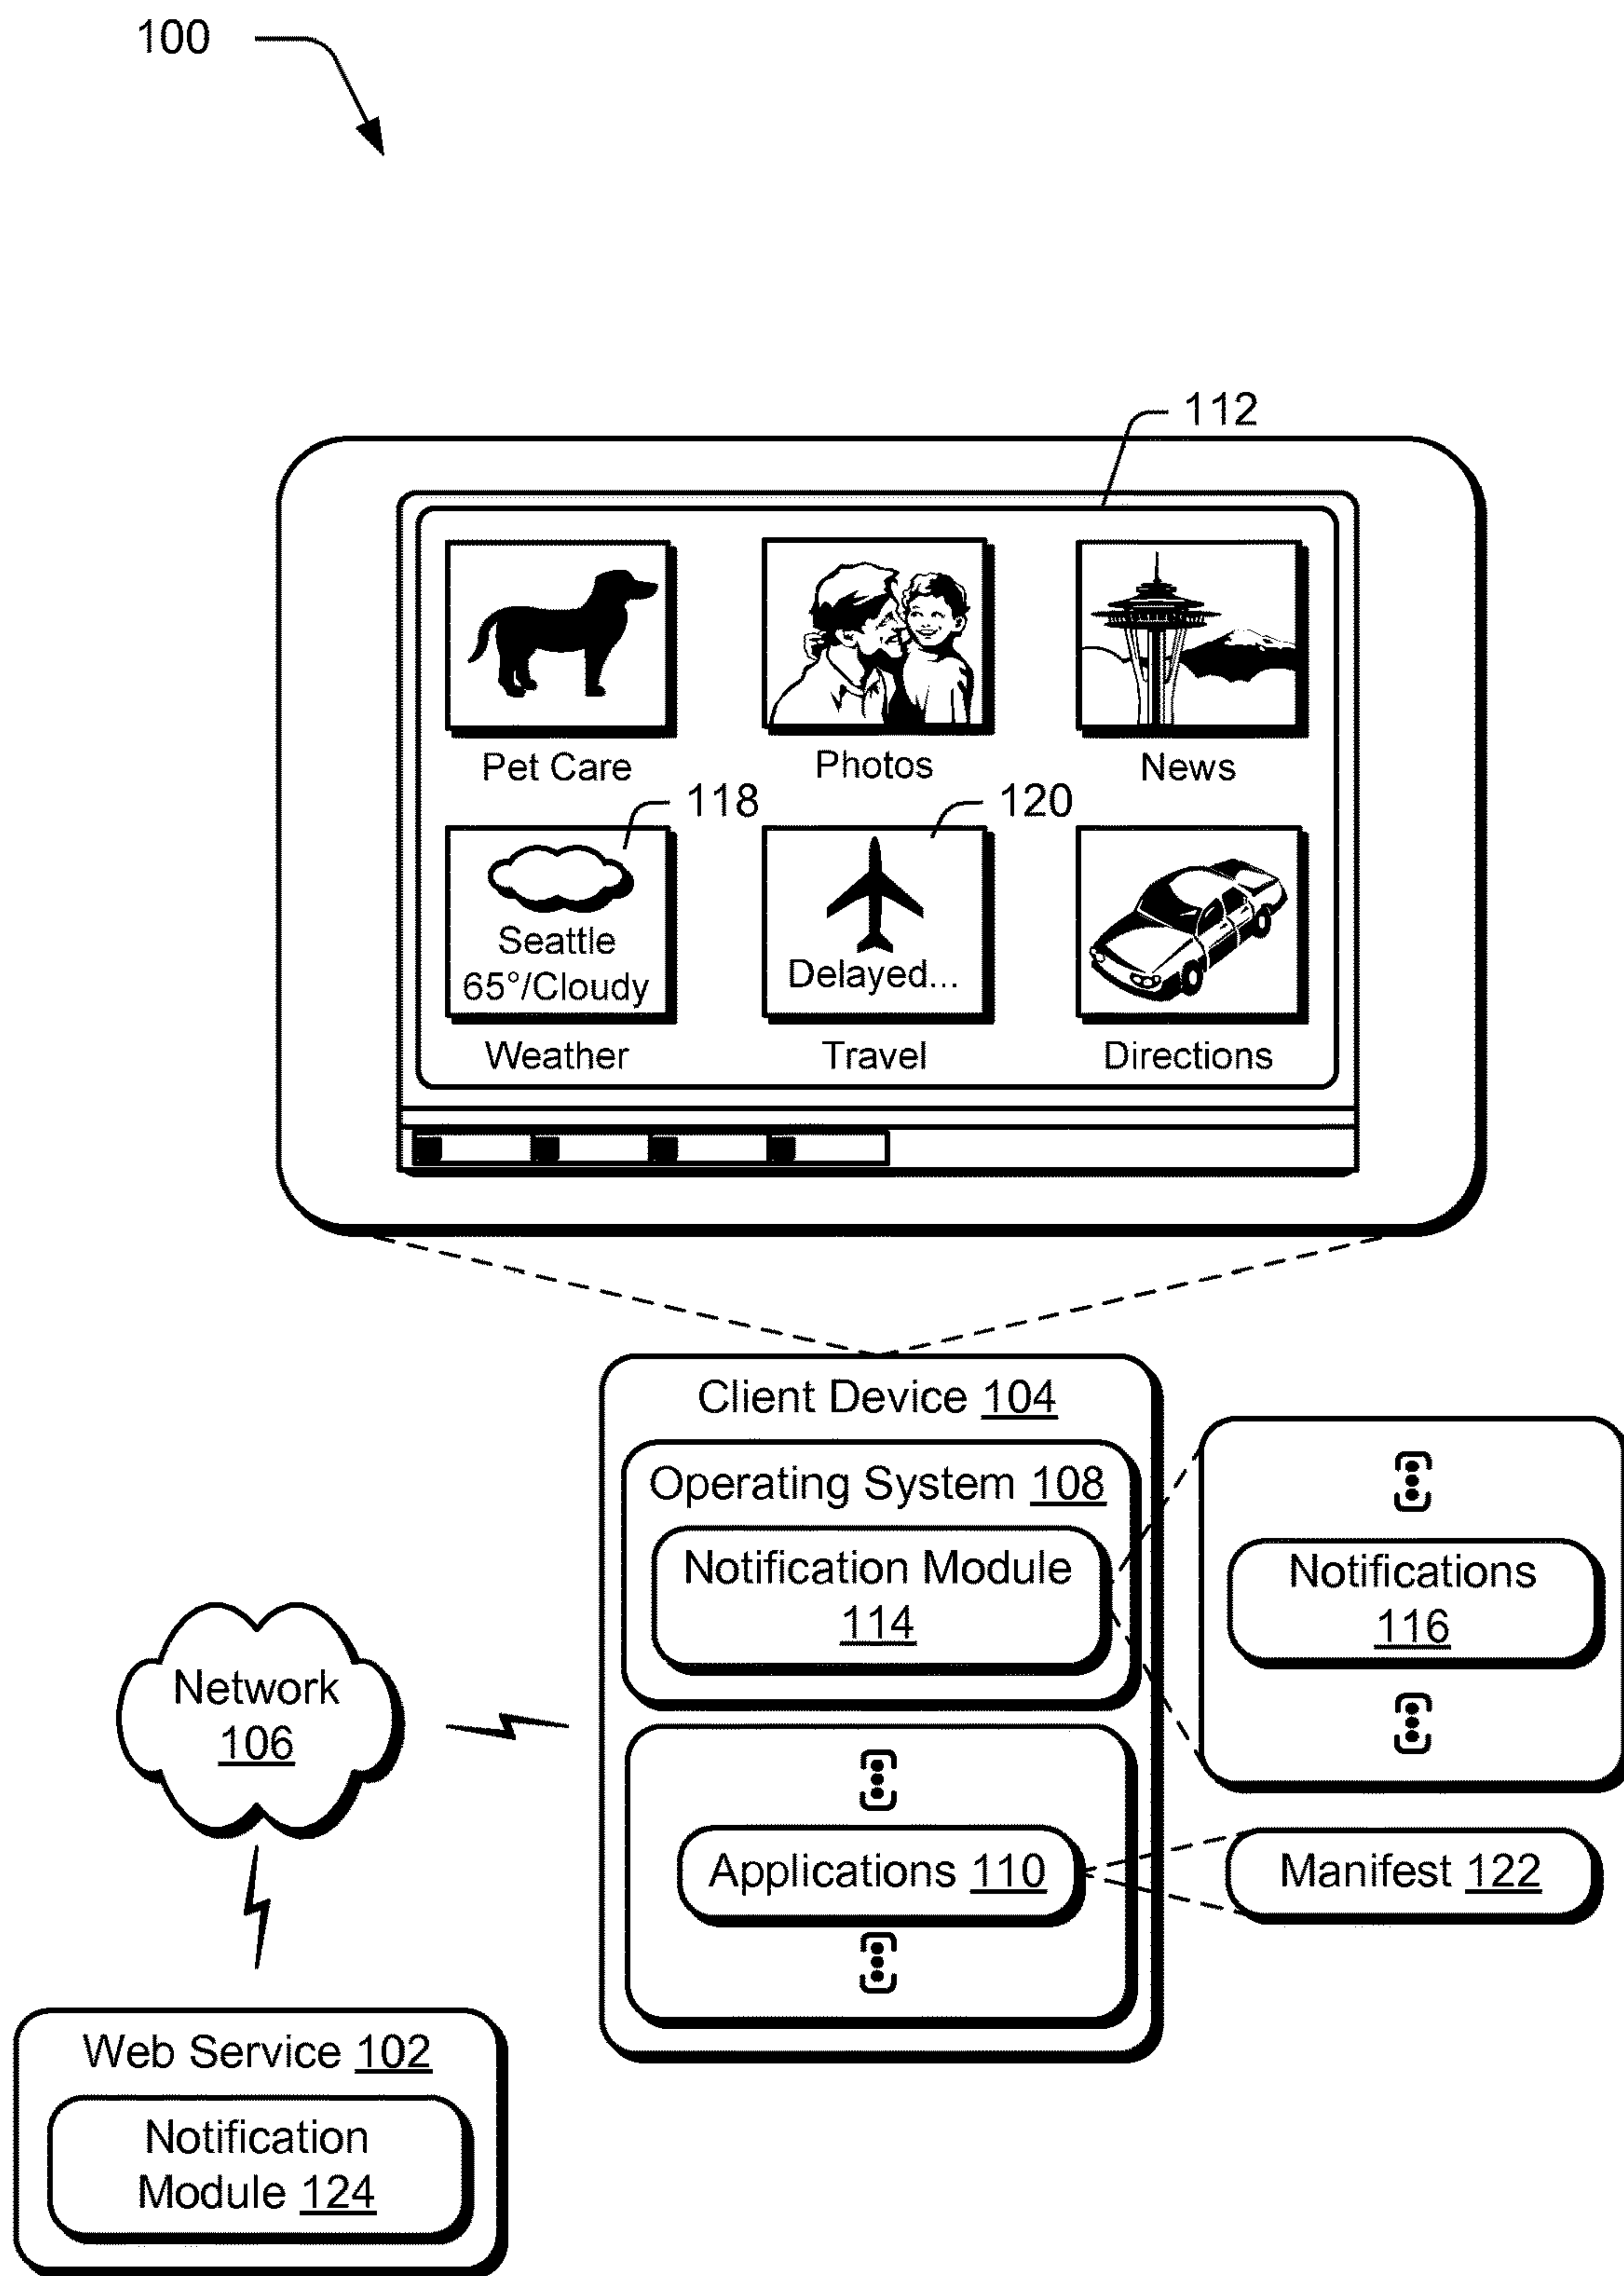 100
112
Pet Care
Photos
News
118
120
Seattle
65°/Cloudy
Delayed...
Weather
Travel
Directions
Client Device 104
Operating System 108
Notification Module
114
Notifications
116
Network
106
Applications 110
Manifest 122
Web Service 102
Notification
Module 124